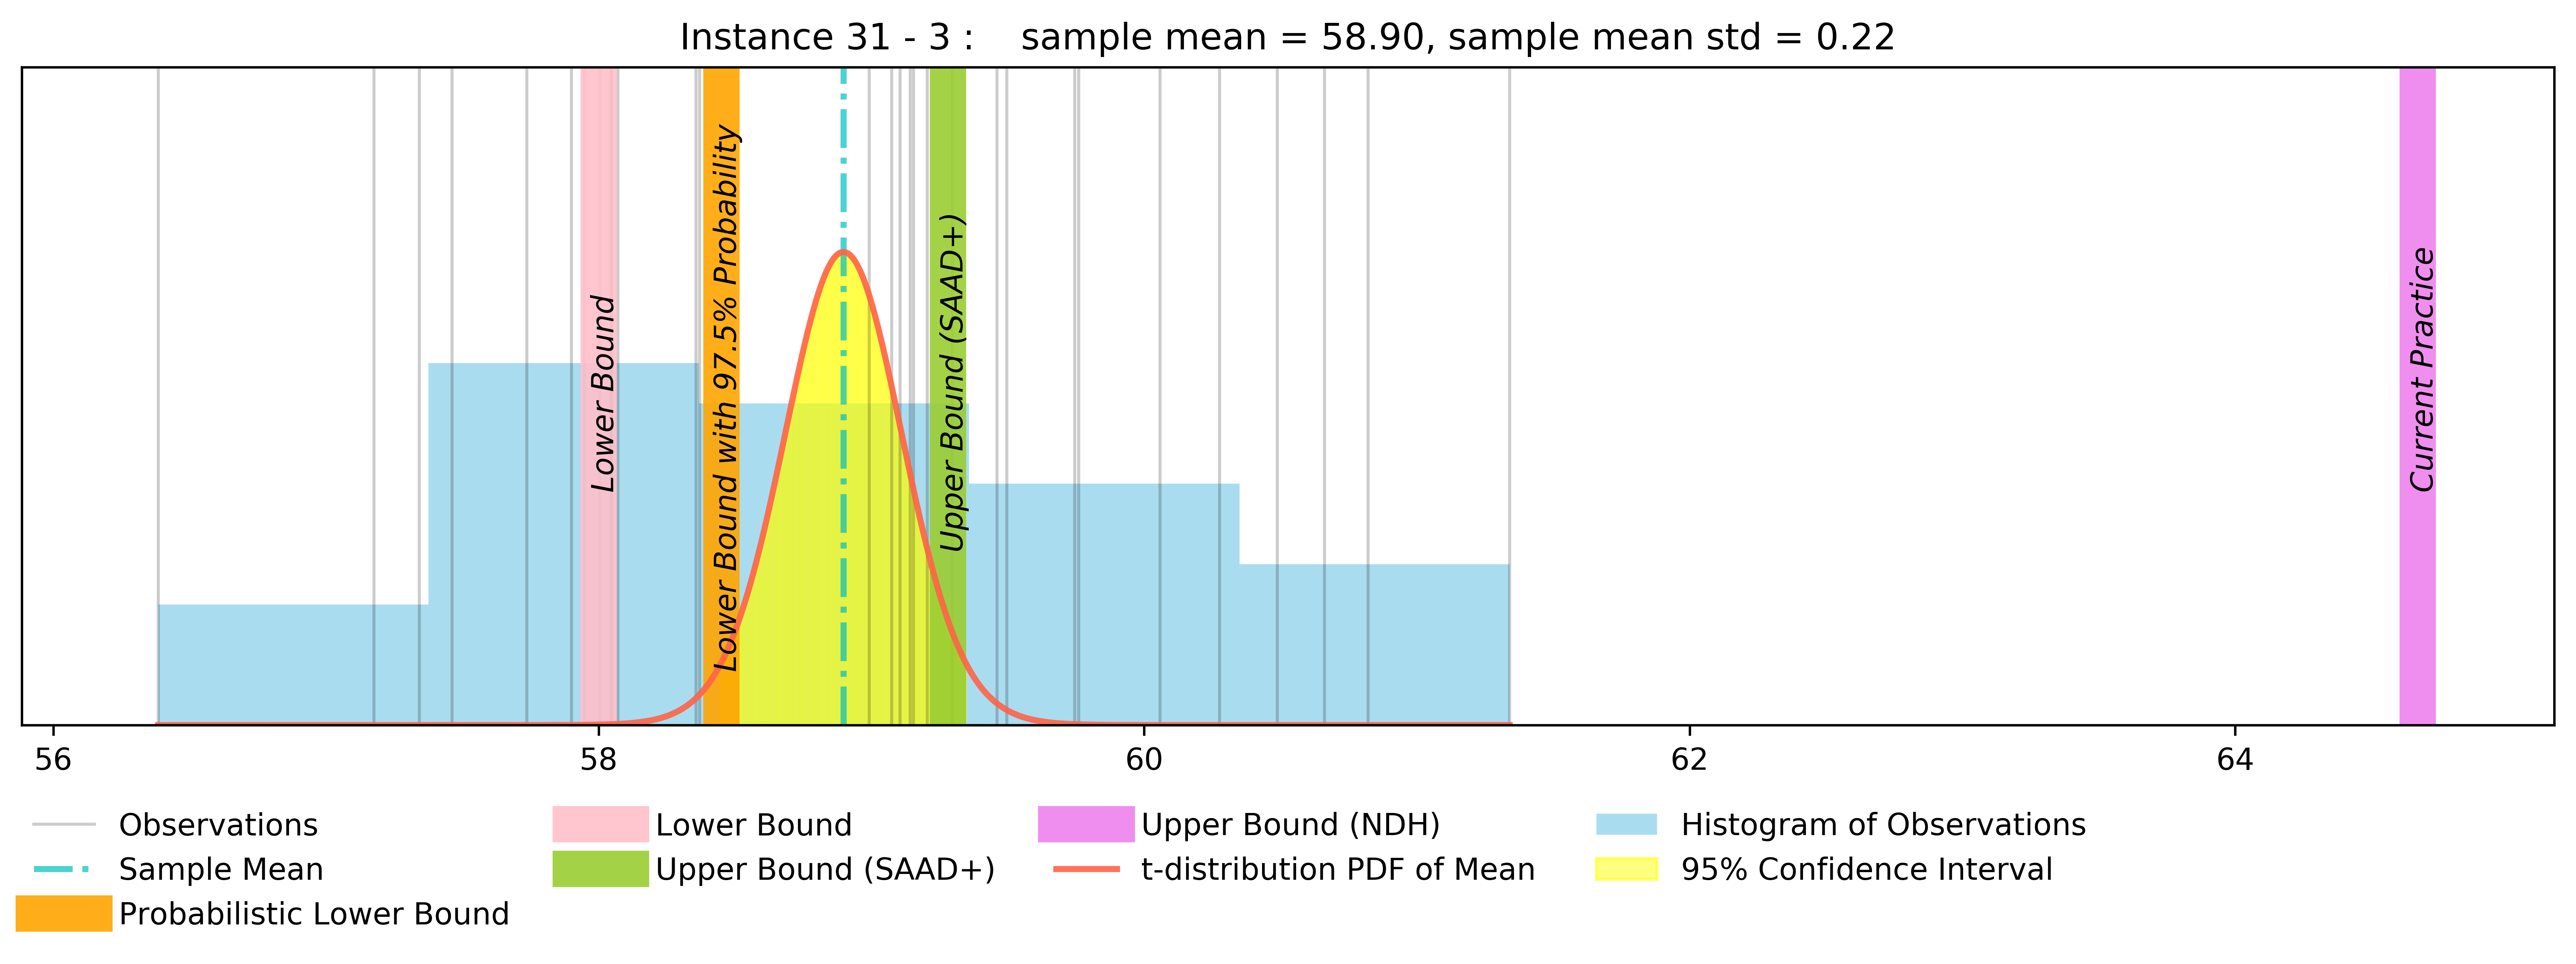 Instance 31 - 3 :    sample mean = 58.90, sample mean std = 0.22
Lower Bound
Lower Bound with 97.5% Probability
Upper Bound (SAAD+)
Current Practice
56
58
60
62
64
Observations
Sample Mean
Probabilistic Lower Bound
Lower Bound
Upper Bound (SAAD+)
Upper Bound (NDH)
t-distribution PDF of Mean
Histogram of Observations
95% Confidence Interval